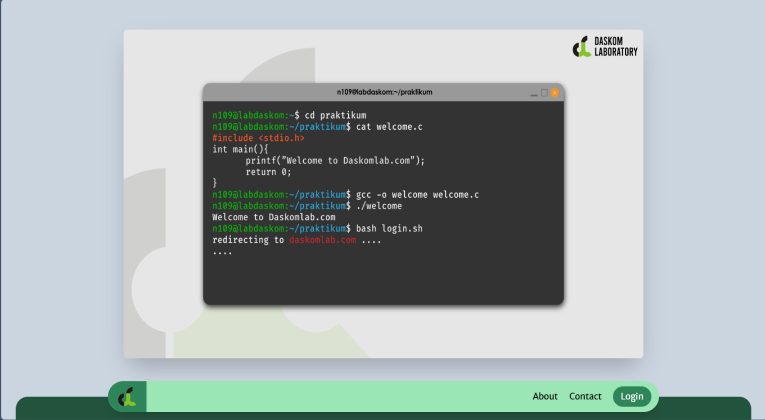 DASKOM
LABORATORY
n109@labdaskom:~/praktikum
n109@labdaskom:~$ cd praktikum
n109@labdaskom:~/praktikum$ cat welcome.c
#include <stdio.h>
int main(){
printf("Welcome to Daskomlab.com");
return 0;
}
n109@labdaskom:~/praktikum$ gcc -o welcome welcome.c
n109@labdaskom:~/praktikum$ ./welcome
Welcome to Daskomlab.com
n109@labdaskom:~/praktikum$ bash login.sh
redirecting to daskomlab.com ....
....
About Contact Login